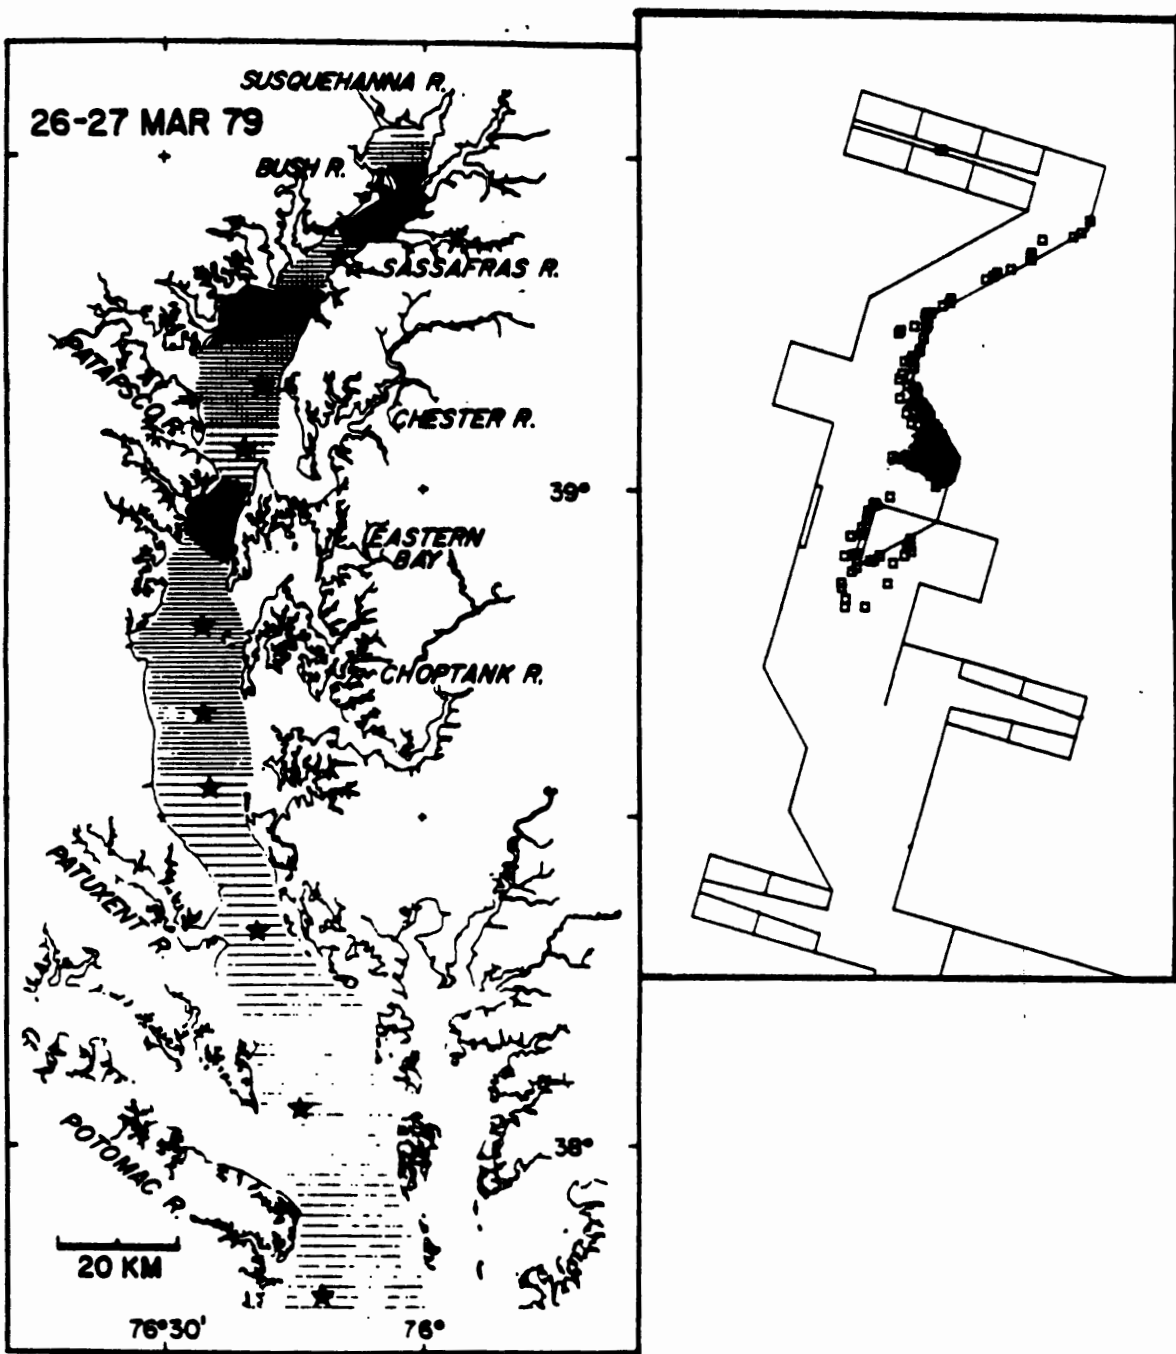 SUSQUEHANNA R.
26-27 MAR 79
BUSH R.
SASSAFRAS R.
PATAPSCO R.
CHESTER R.
39°
EASTERN
BAY
CHOPTANK R.
PATUXENT R.
38°
POTOMAC R.
20 KM
76°30'
76°